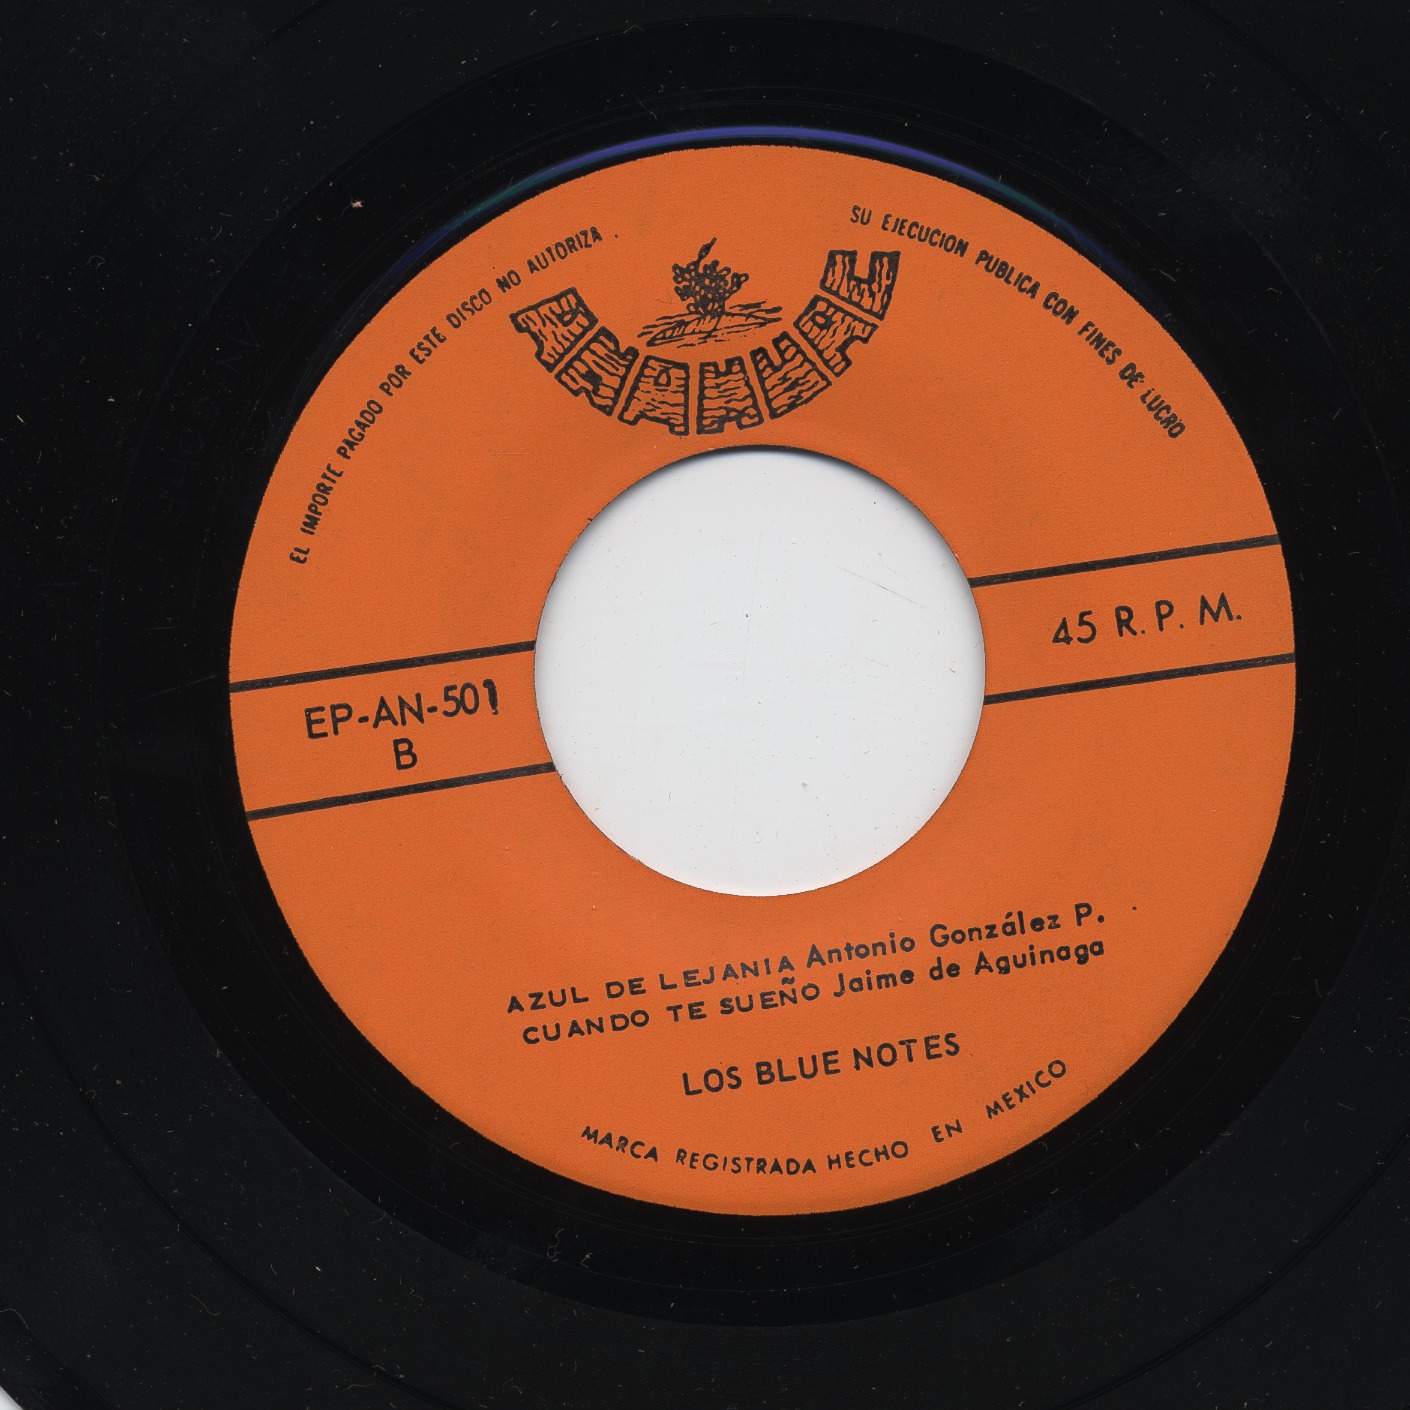 EL IMPORTE PAGADO POR ESTE DISCO NO AUTORIZA
SU EJECUCION PUBLICA CON FINES DE LUCRO
45 R. P. M.
EP-AN-501
B
AZUL DE LEJANIA Antonio González P.
CUANDO TE SUEÑO Jaime de Aguinaga
LOS BLUE NOTES
MARCA REGISTRADA HECHO EN MEXICO